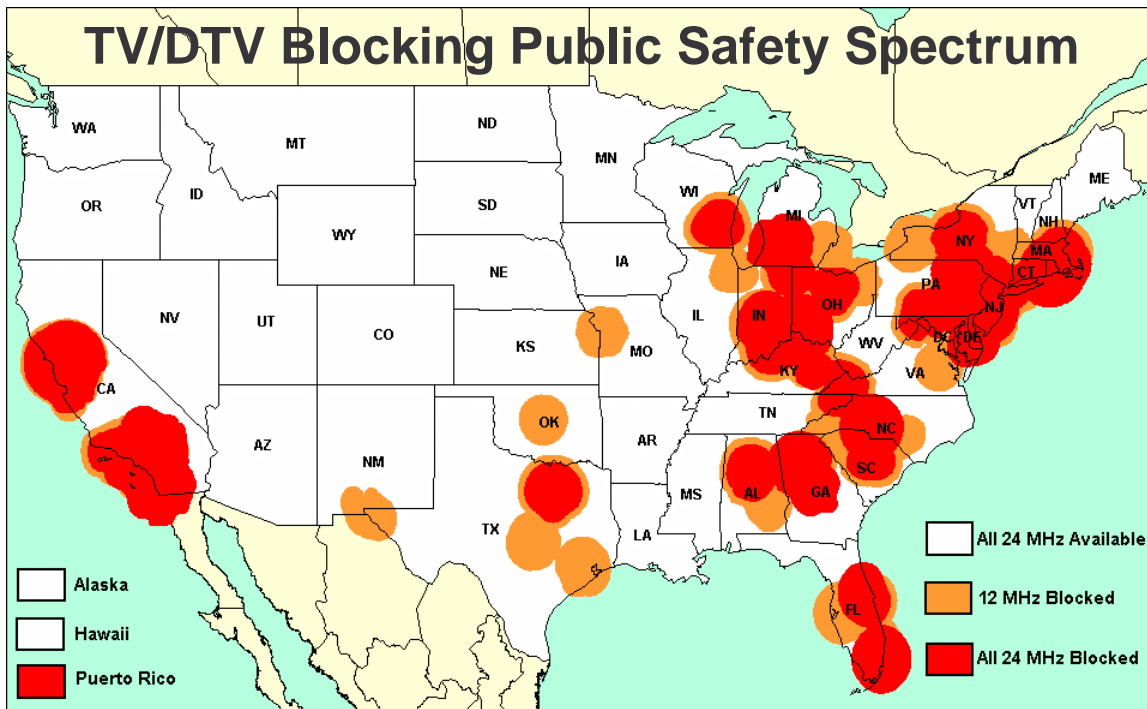 TV/DTV Blocking Public Safety Spectrum
WA
MT
ND
MN
ME
OR
ID
SD
WI
MI
VT
NH
NY
MA
CT
WY
IA
NE
PA
NJ
OH
IN
IL
NV
UT
CO
KS
MO
WV
DC
DE
VA
KY
CA
TN
NC
OK
AZ
NM
AR
SC
MS
AL
GA
TX
LA
FL
Alaska
Hawaii
Puerto Rico
All 24 MHz Available
12 MHz Blocked
All 24 MHz Blocked